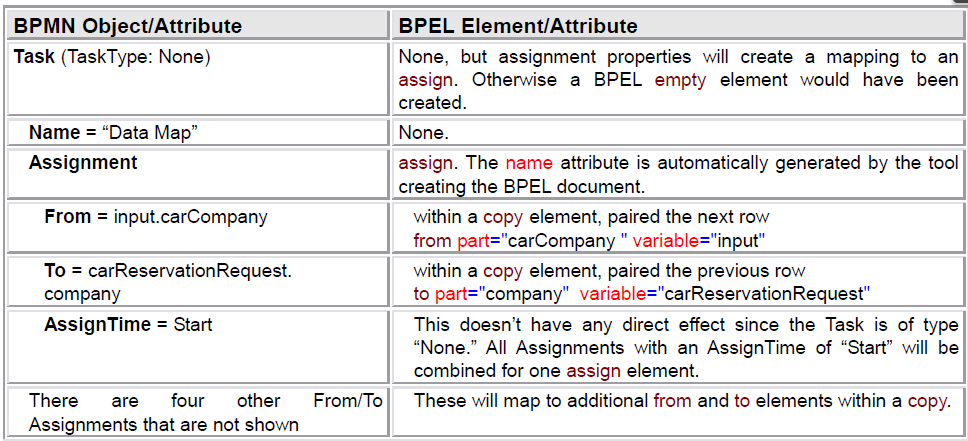 BPMN Object/Attribute
BPEL Element/Attribute
Task (TaskType: None)
None, but assignment properties will create a mapping to an
assign. Otherwise a BPEL empty element would have been
created.
Name = “Data Map”
None.
Assignment
assign. The name attribute is automatically generated by the tool
creating the BPEL document.
From = input.carCompany
within a copy element, paired the next row
from part="carCompany " variable="input"
To = carReservationRequest.
company
within a copy element, paired the previous row
to part="company"  variable="carReservationRequest"
AssignTime = Start
This doesn’t have any direct effect since the Task is of type
“None.” All Assignments with an AssignTime of “Start” will be
combined for one assign element.
There are four other From/To
Assignments that are not shown
These will map to additional from and to elements within a copy.